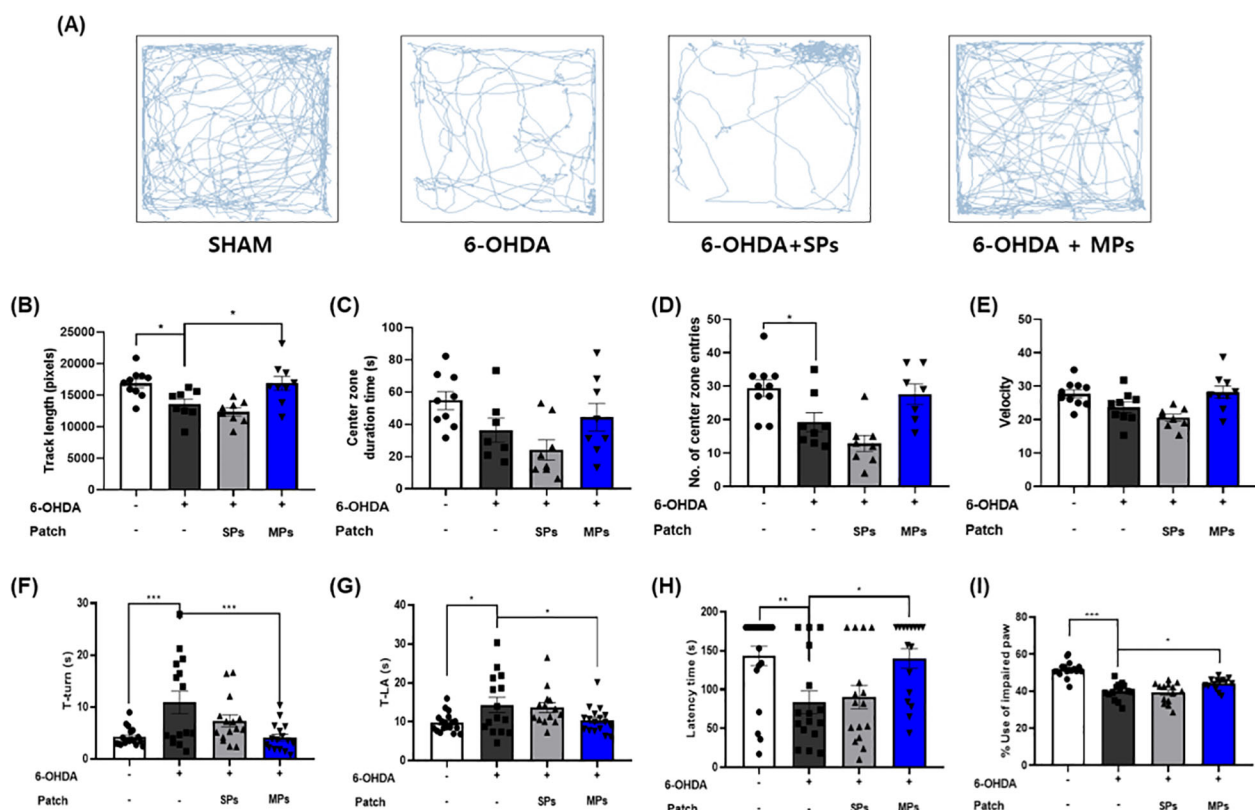 (A)
SHAM 6-OHDA 6-OHDA+SPs 6-OHDA + MPs
(B)
Track length (pixels)
25000
20000
15000
10000
5000
0
* *
6-OHDA - + + +
Patch - - SPs MPs
(C)
Center zone
duration time (s)
100
80
60
40
20
0
6-OHDA - + + +
Patch - - SPs MPs
(D)
No. of center zone entries
50
40
30
20
10
0
*
6-OHDA - + + +
Patch - - SPs MPs
(E)
Velocity
50
40
30
20
10
0
6-OHDA - + + +
Patch - - SPs MPs
(F)
T-turn (s)
30
20
10
0
*** ***
6-OHDA - + + +
Patch - - SPs MPs
(G)
T-LA (s)
40
30
20
10
0
* *
6-OHDA - + + +
Patch - - SPs MPs
(H)
Latency time (s)
200
150
100
50
0
** *
6-OHDA - + + +
Patch - - SPs MPs
(I)
% Use of impaired paw
80
60
40
20
0
*** *
6-OHDA - + + +
Patch - - SPs MPs